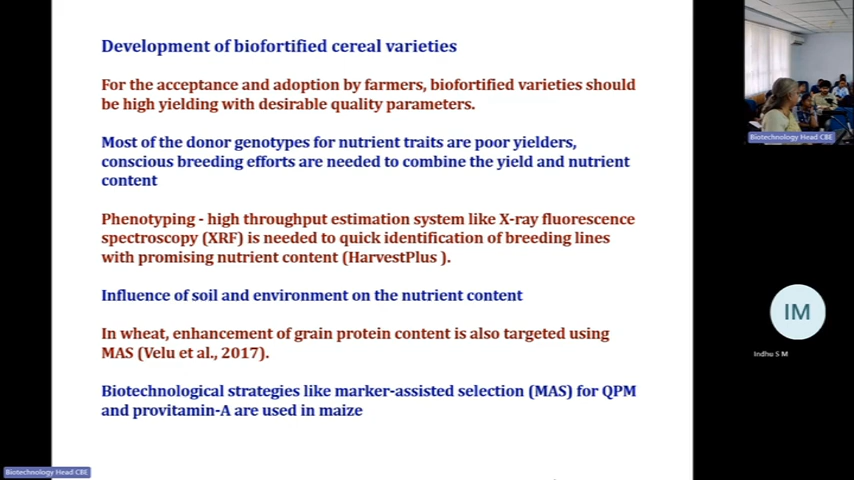 Development of biofortified cereal varieties
For the acceptance and adoption by farmers, biofortified varieties should
be high yielding with desirable quality parameters.
Most of the donor genotypes for nutrient traits are poor yielders,
conscious breeding efforts are needed to combine the yield and nutrient
content
Phenotyping - high throughput estimation system like X-ray fluorescence
spectroscopy (XRF) is needed to quick identification of breeding lines
with promising nutrient content (HarvestPlus ).
Influence of soil and environment on the nutrient content
In wheat, enhancement of grain protein content is also targeted using
MAS (Velu et al., 2017).
Biotechnological strategies like marker-assisted selection (MAS) for QPM
and provitamin-A are used in maize
Biotechnology Head CBE
IM
Indhu S M
Biotechnology Head CBE